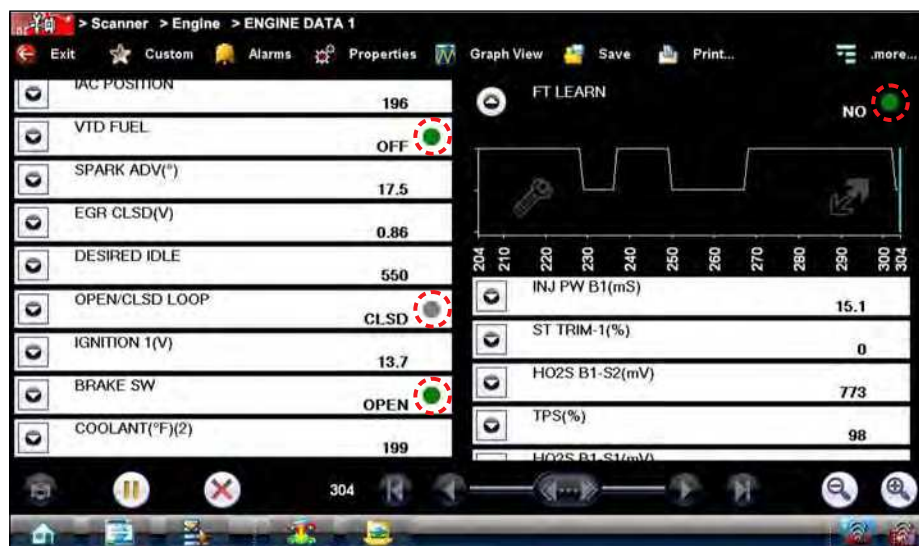 > Scanner > Engine > ENGINE DATA 1
Exit Custom Alarms Properties Graph View Save Print... .more...
IAC POSITION
196
VTD FUEL
OFF
SPARK ADV(°)
17.5
EGR CLSD(V)
0.86
DESIRED IDLE
550
OPEN/CLSD LOOP
CLSD
IGNITION 1(V)
13.7
BRAKE SW
OPEN
COOLANT(°F)(2)
199
FT LEARN
NO
204 210 220 230 240 250 260 270 280 290 300 304
INJ PW B1(mS)
15.1
ST TRIM-1(%)
0
HO2S B1-S2(mV)
773
TPS(%)
98
HO2S B1-S1(mV)
304